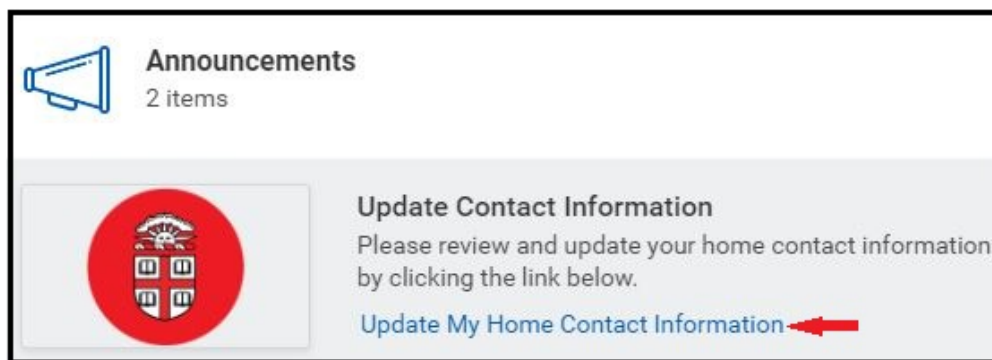 Announcements
2 items
Update Contact Information
Please review and update your home contact information
by clicking the link below.
Update My Home Contact Information